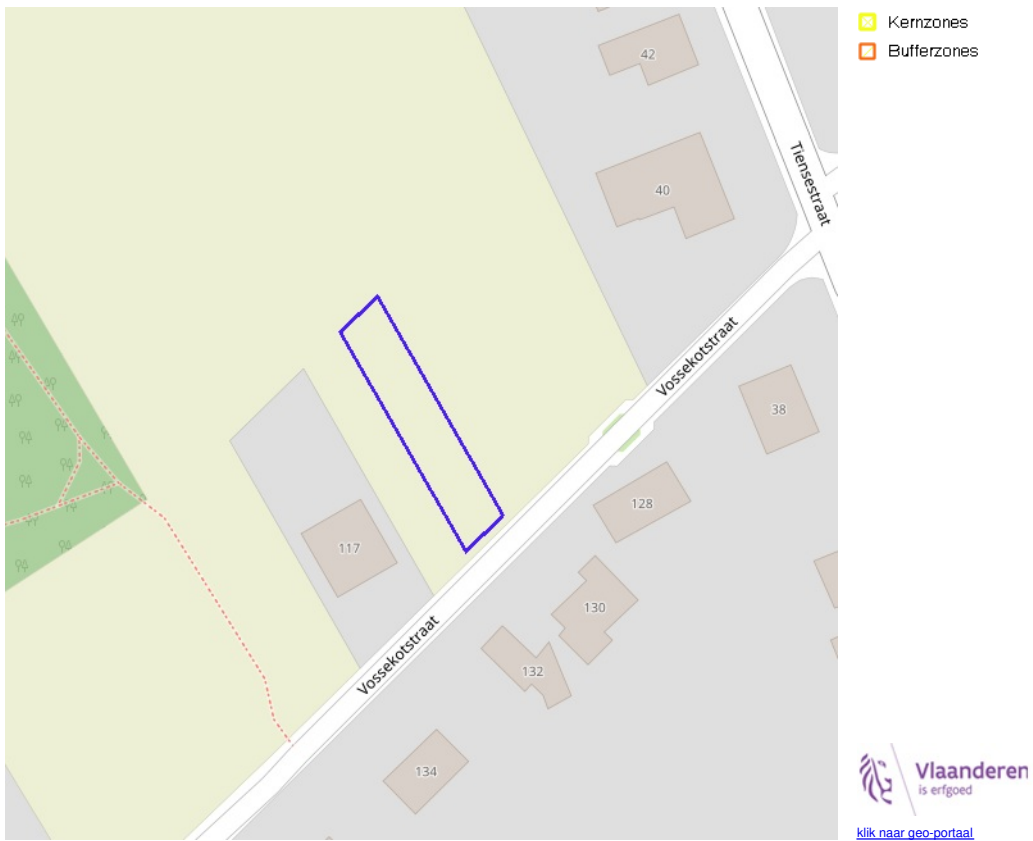 Kernzones
Bufferzones
42
40
Tiensestraat
Vossekotstraat
38
128
117
130
Vossekotstraat
132
134
Vlaanderen
is erfgoed
klik naar geo-portaal